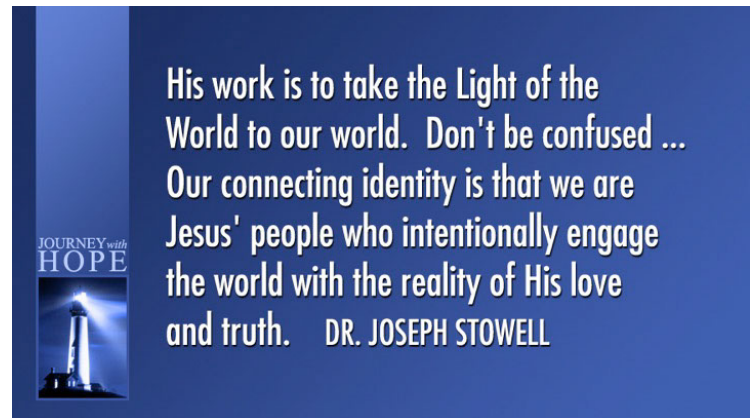 His work is to take the Light of the
World to our world.  Don't be confused ...
Our connecting identity is that we are
Jesus' people who intentionally engage
the world with the reality of His love
and truth.    DR. JOSEPH STOWELL
JOURNEY with
HOPE